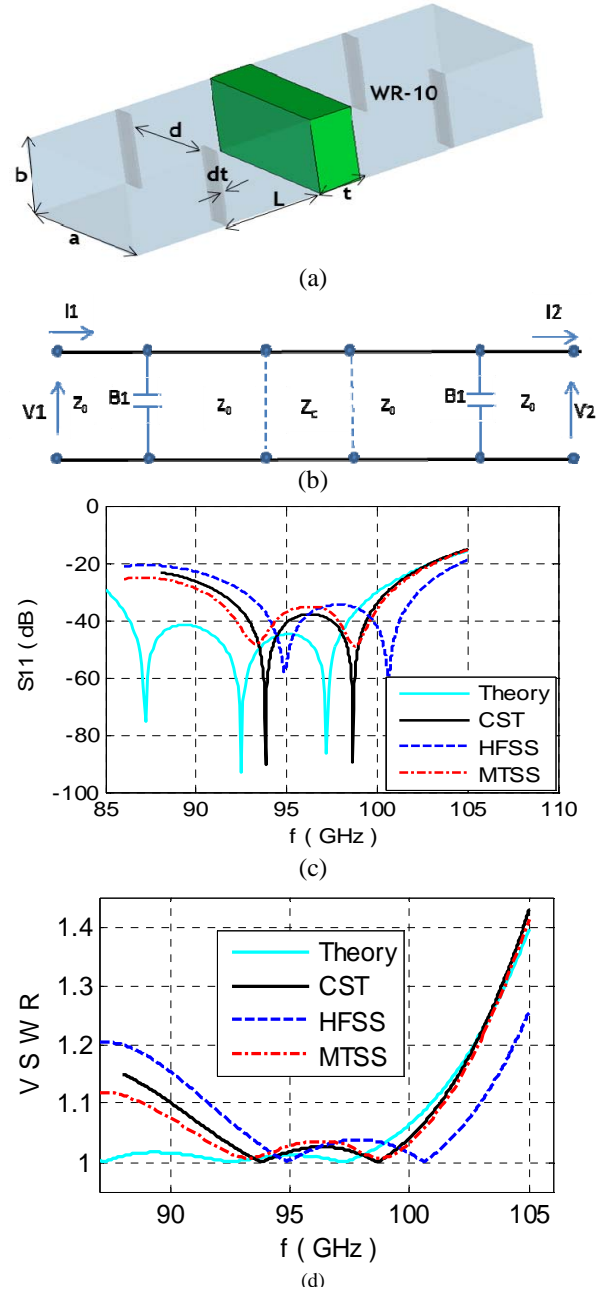 WR-10
d
b
dt
L
t
a
(a)
I1
I2
V1
Z0
B1
Z0
Zc
Z0
B1
Z0
V2
(b)
S11 (dB)
0
-20
-40
-60
-80
-100
85 90 95 100 105 110
f ( GHz )
Theory
CST
HFSS
MTSS
(c)
V S W R
1.4
1.3
1.2
1.1
1
90 95 100 105
f ( GHz )
Theory
CST
HFSS
MTSS
(d)